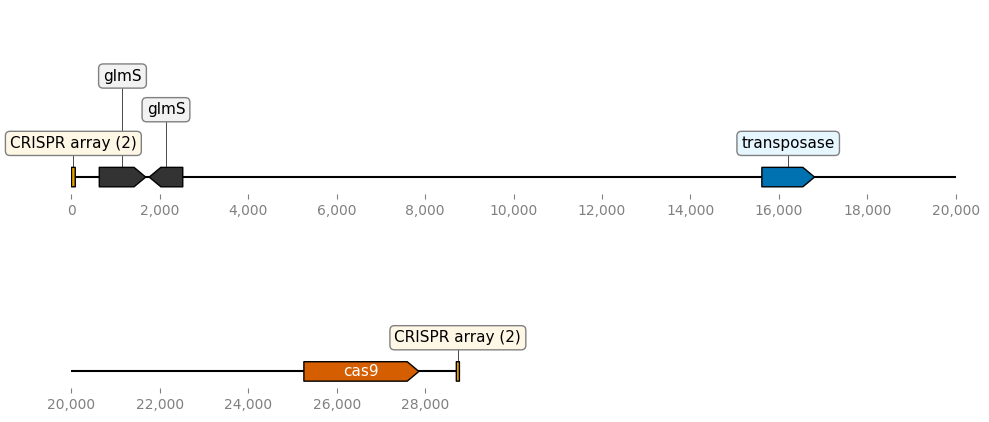 glmS
glmS
CRISPR array (2)
transposase
0 2,000 4,000 6,000 8,000 10,000 12,000 14,000 16,000 18,000 20,000
CRISPR array (2)
cas9
20,000 22,000 24,000 26,000 28,000